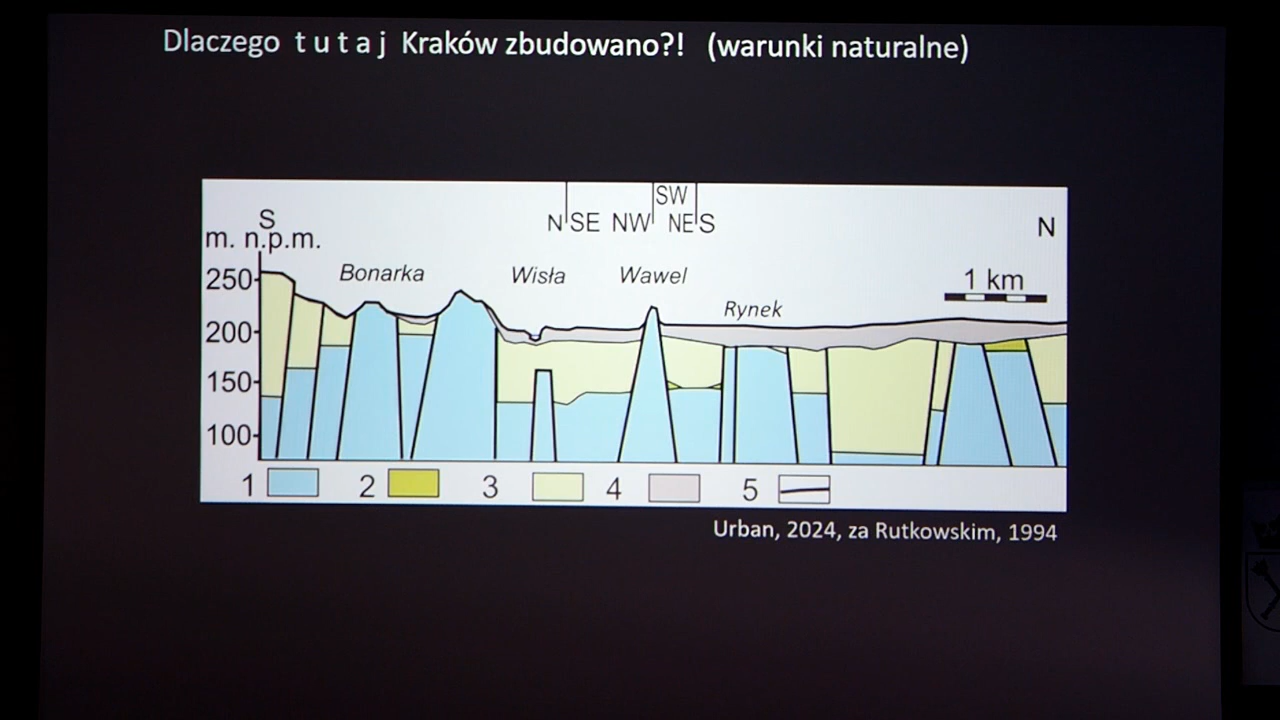 Dlaczego t u t a j Kraków zbudowano?! (warunki naturalne)
SW
N SE NW NE S
S N
m. n.p.m.
Bonarka Wisła Wawel
1 km
Rynek
250
200
150
100
1 2 3 4 5
Urban, 2024, za Rutkowskim, 1994